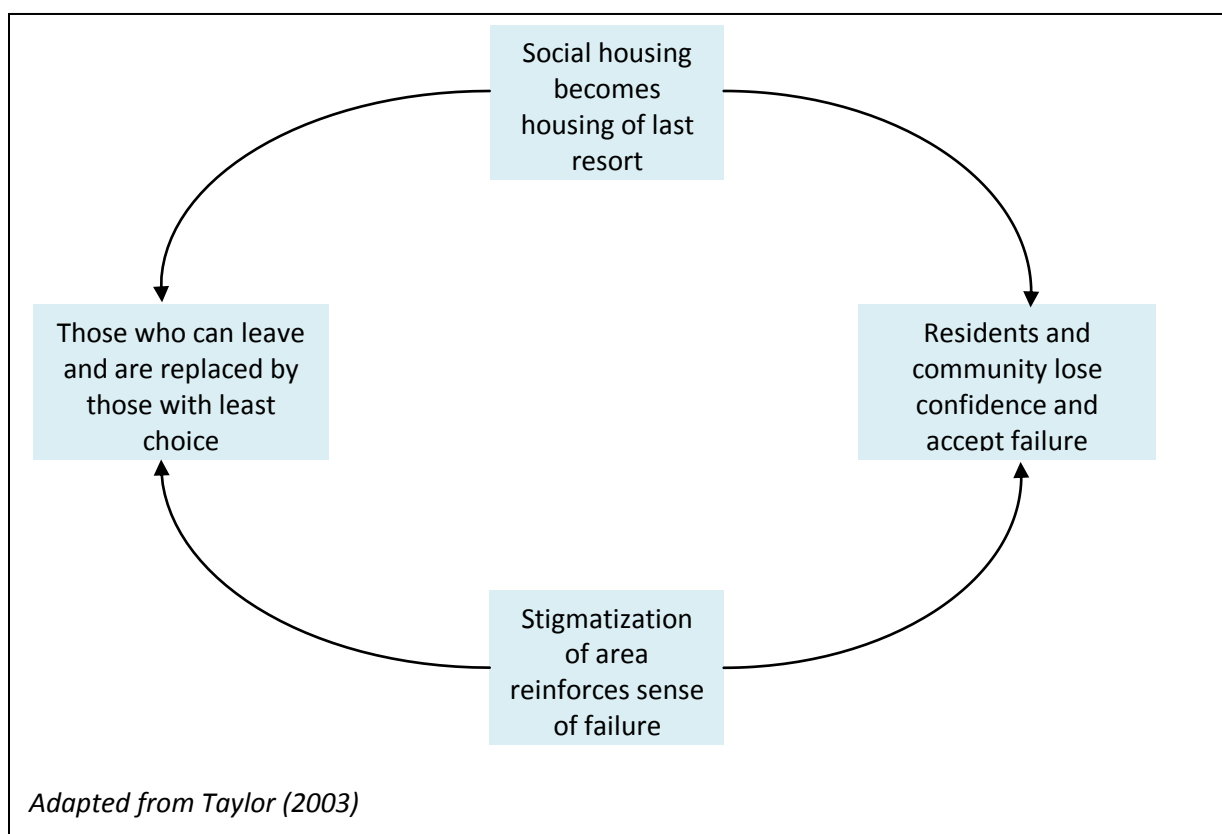 Social housing
becomes
housing of last
resort
Those who can leave
and are replaced by
those with least
choice
Residents and
community lose
confidence and
accept failure
Stigmatization
of area
reinforces sense
of failure
Adapted from Taylor (2003)